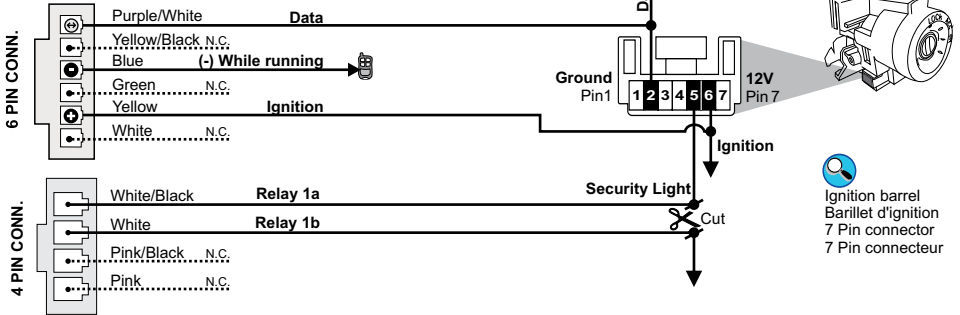 6 PIN CONN.
Purple/White Data
Yellow/Black N.C.
Blue (-) While running
Green N.C.
Yellow Ignition
White N.C.
D
Ground 12V
Pin1 1 2 3 4 5 6 7 Pin 7
Ignition
LOCK
4 PIN CONN.
White/Black Relay 1a Security Light
White Relay 1b Cut
Pink/Black N.C.
Pink N.C.
Ignition barrel
Barillet d'ignition
7 Pin connector
7 Pin connecteur